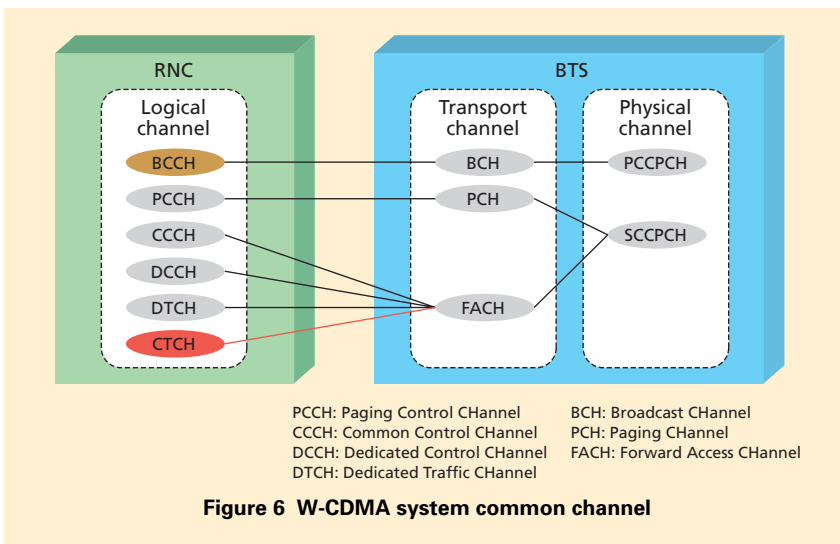 RNC
BTS
Logical
channel
Transport
channel
Physical
channel
BCCH
BCH
PCCPCH
PCCH
PCH
CCCH
SCCPCH
DCCH
DTCH
FACH
CTCH
PCCH: Paging Control CHannel
CCCH: Common Control CHannel
DCCH: Dedicated Control CHannel
DTCH: Dedicated Traffic CHannel
BCH: Broadcast CHannel
PCH: Paging CHannel
FACH: Forward Access CHannel
Figure 6 W-CDMA system common channel